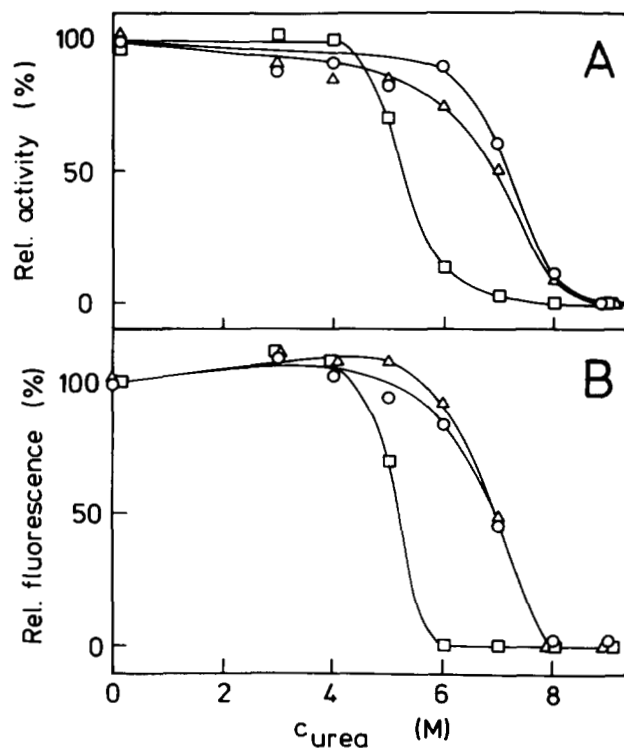 A
Rel. activity (%)
100
50
0
B
Rel. fluorescence (%)
100
50
0
0 2 4 6 8
c urea (M)